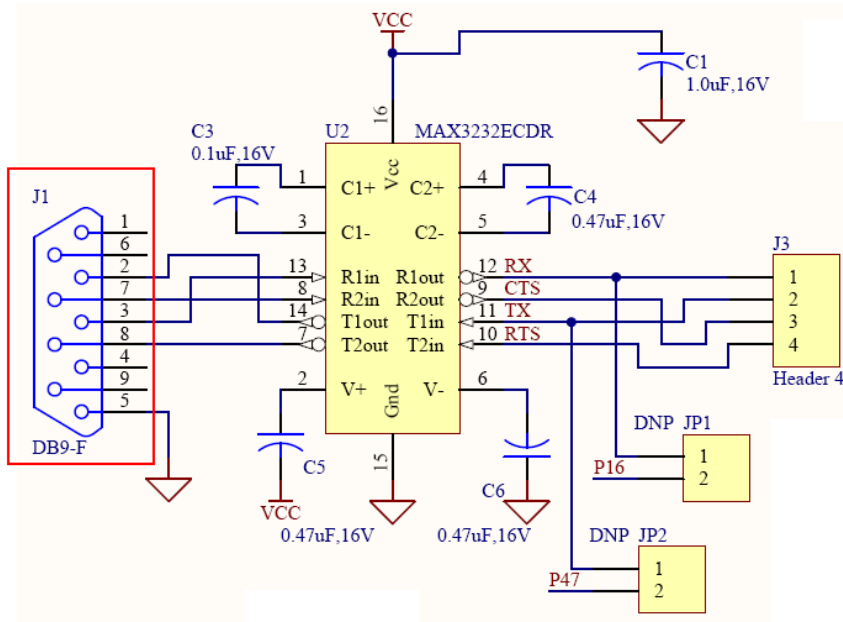 VCC
C1
1.0uF,16V
16
U2
MAX3232ECDR
C3
0.1uF,16V
Vcc
1
C1+
C2+
4
C4
0.47uF,16V
3
C1-
C2-
5
J1
1
6
2
7
3
8
4
9
5
DB9-F
13
R1in
R1out
12
RX
8
R2in
R2out
9
CTS
14
T1out
T1in
11
TX
7
T2out
T2in
10
RTS
J3
1
2
3
4
Header 4
2
V+
Gnd
V-
6
15
C5
VCC
0.47uF,16V
C6
0.47uF,16V
DNP JP1
1
P16
2
DNP JP2
1
P47
2